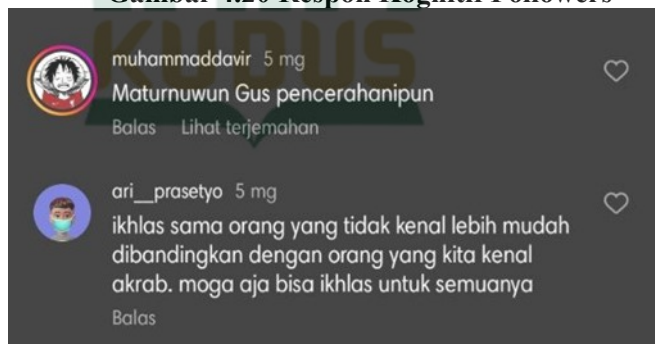 Gambar 4.20 Respon Kognitif Followers
KUDUS
muhammaddavir 5 mg
Maturnuwun Gus pencerahanipun
Balas Lihat terjemahan
ari__prasetyo 5 mg
ikhlas sama orang yang tidak kenal lebih mudah
dibandingkan dengan orang yang kita kenal
akrab. moga aja bisa ikhlas untuk semuanya
Balas